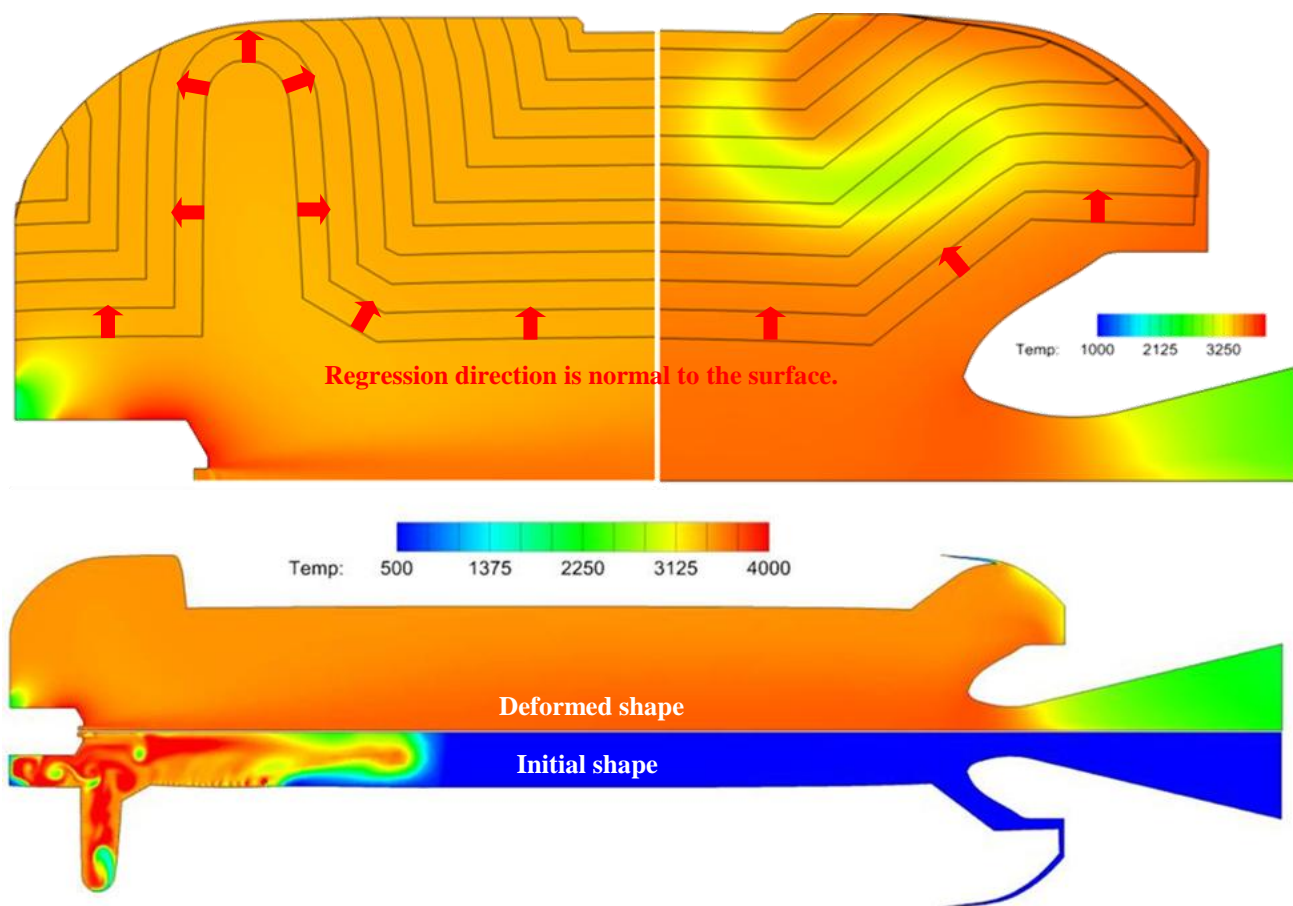 Temp: 1000 2125 3250
Regression direction is normal to the surface.
Temp: 500 1375 2250 3125 4000
Deformed shape
Initial shape